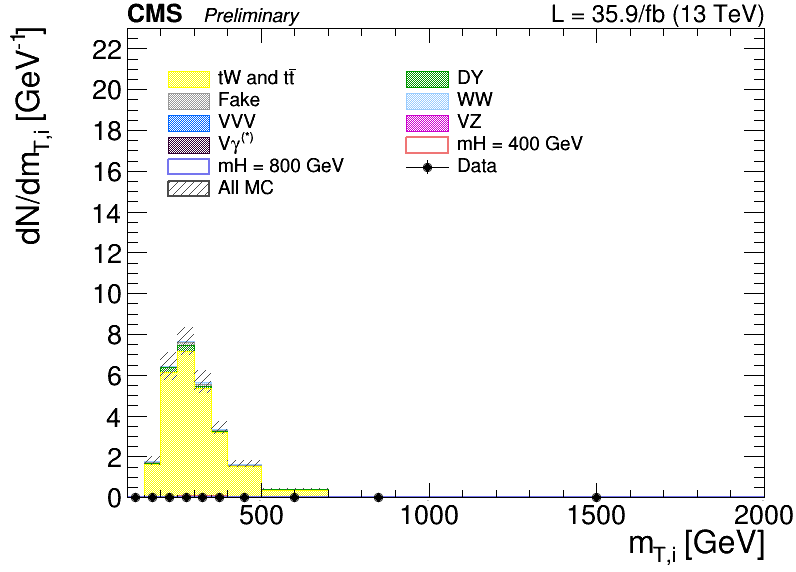 CMS Preliminary L = 35.9/fb (13 TeV)
dN/dm_T,i [GeV^-1]
22
20
18
16
14
12
10
8
6
4
2
0
tW and tt̄ DY
Fake WW
VVV VZ
Vγ(*) mH = 400 GeV
mH = 800 GeV Data
All MC
500 1000 1500 2000
m_T,i [GeV]